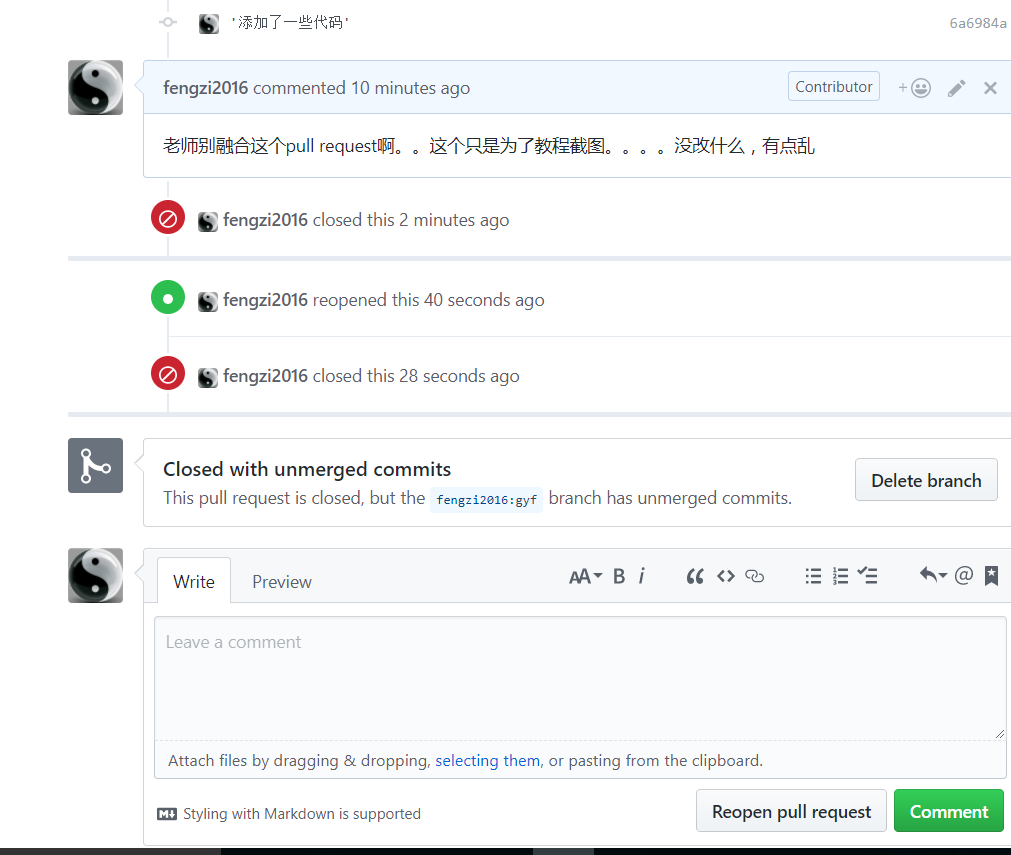 '添加了一些代码'
6a6984a
fengzi2016 commented 10 minutes ago
Contributor
老师别融合这个pull request啊。。这个只是为了教程截图。。。。没改什么，有点乱
fengzi2016 closed this 2 minutes ago
fengzi2016 reopened this 40 seconds ago
fengzi2016 closed this 28 seconds ago
Closed with unmerged commits
This pull request is closed, but the fengzi2016:gyf branch has unmerged commits.
Delete branch
Write
Preview
Leave a comment
Attach files by dragging & dropping, selecting them, or pasting from the clipboard.
Styling with Markdown is supported
Reopen pull request
Comment